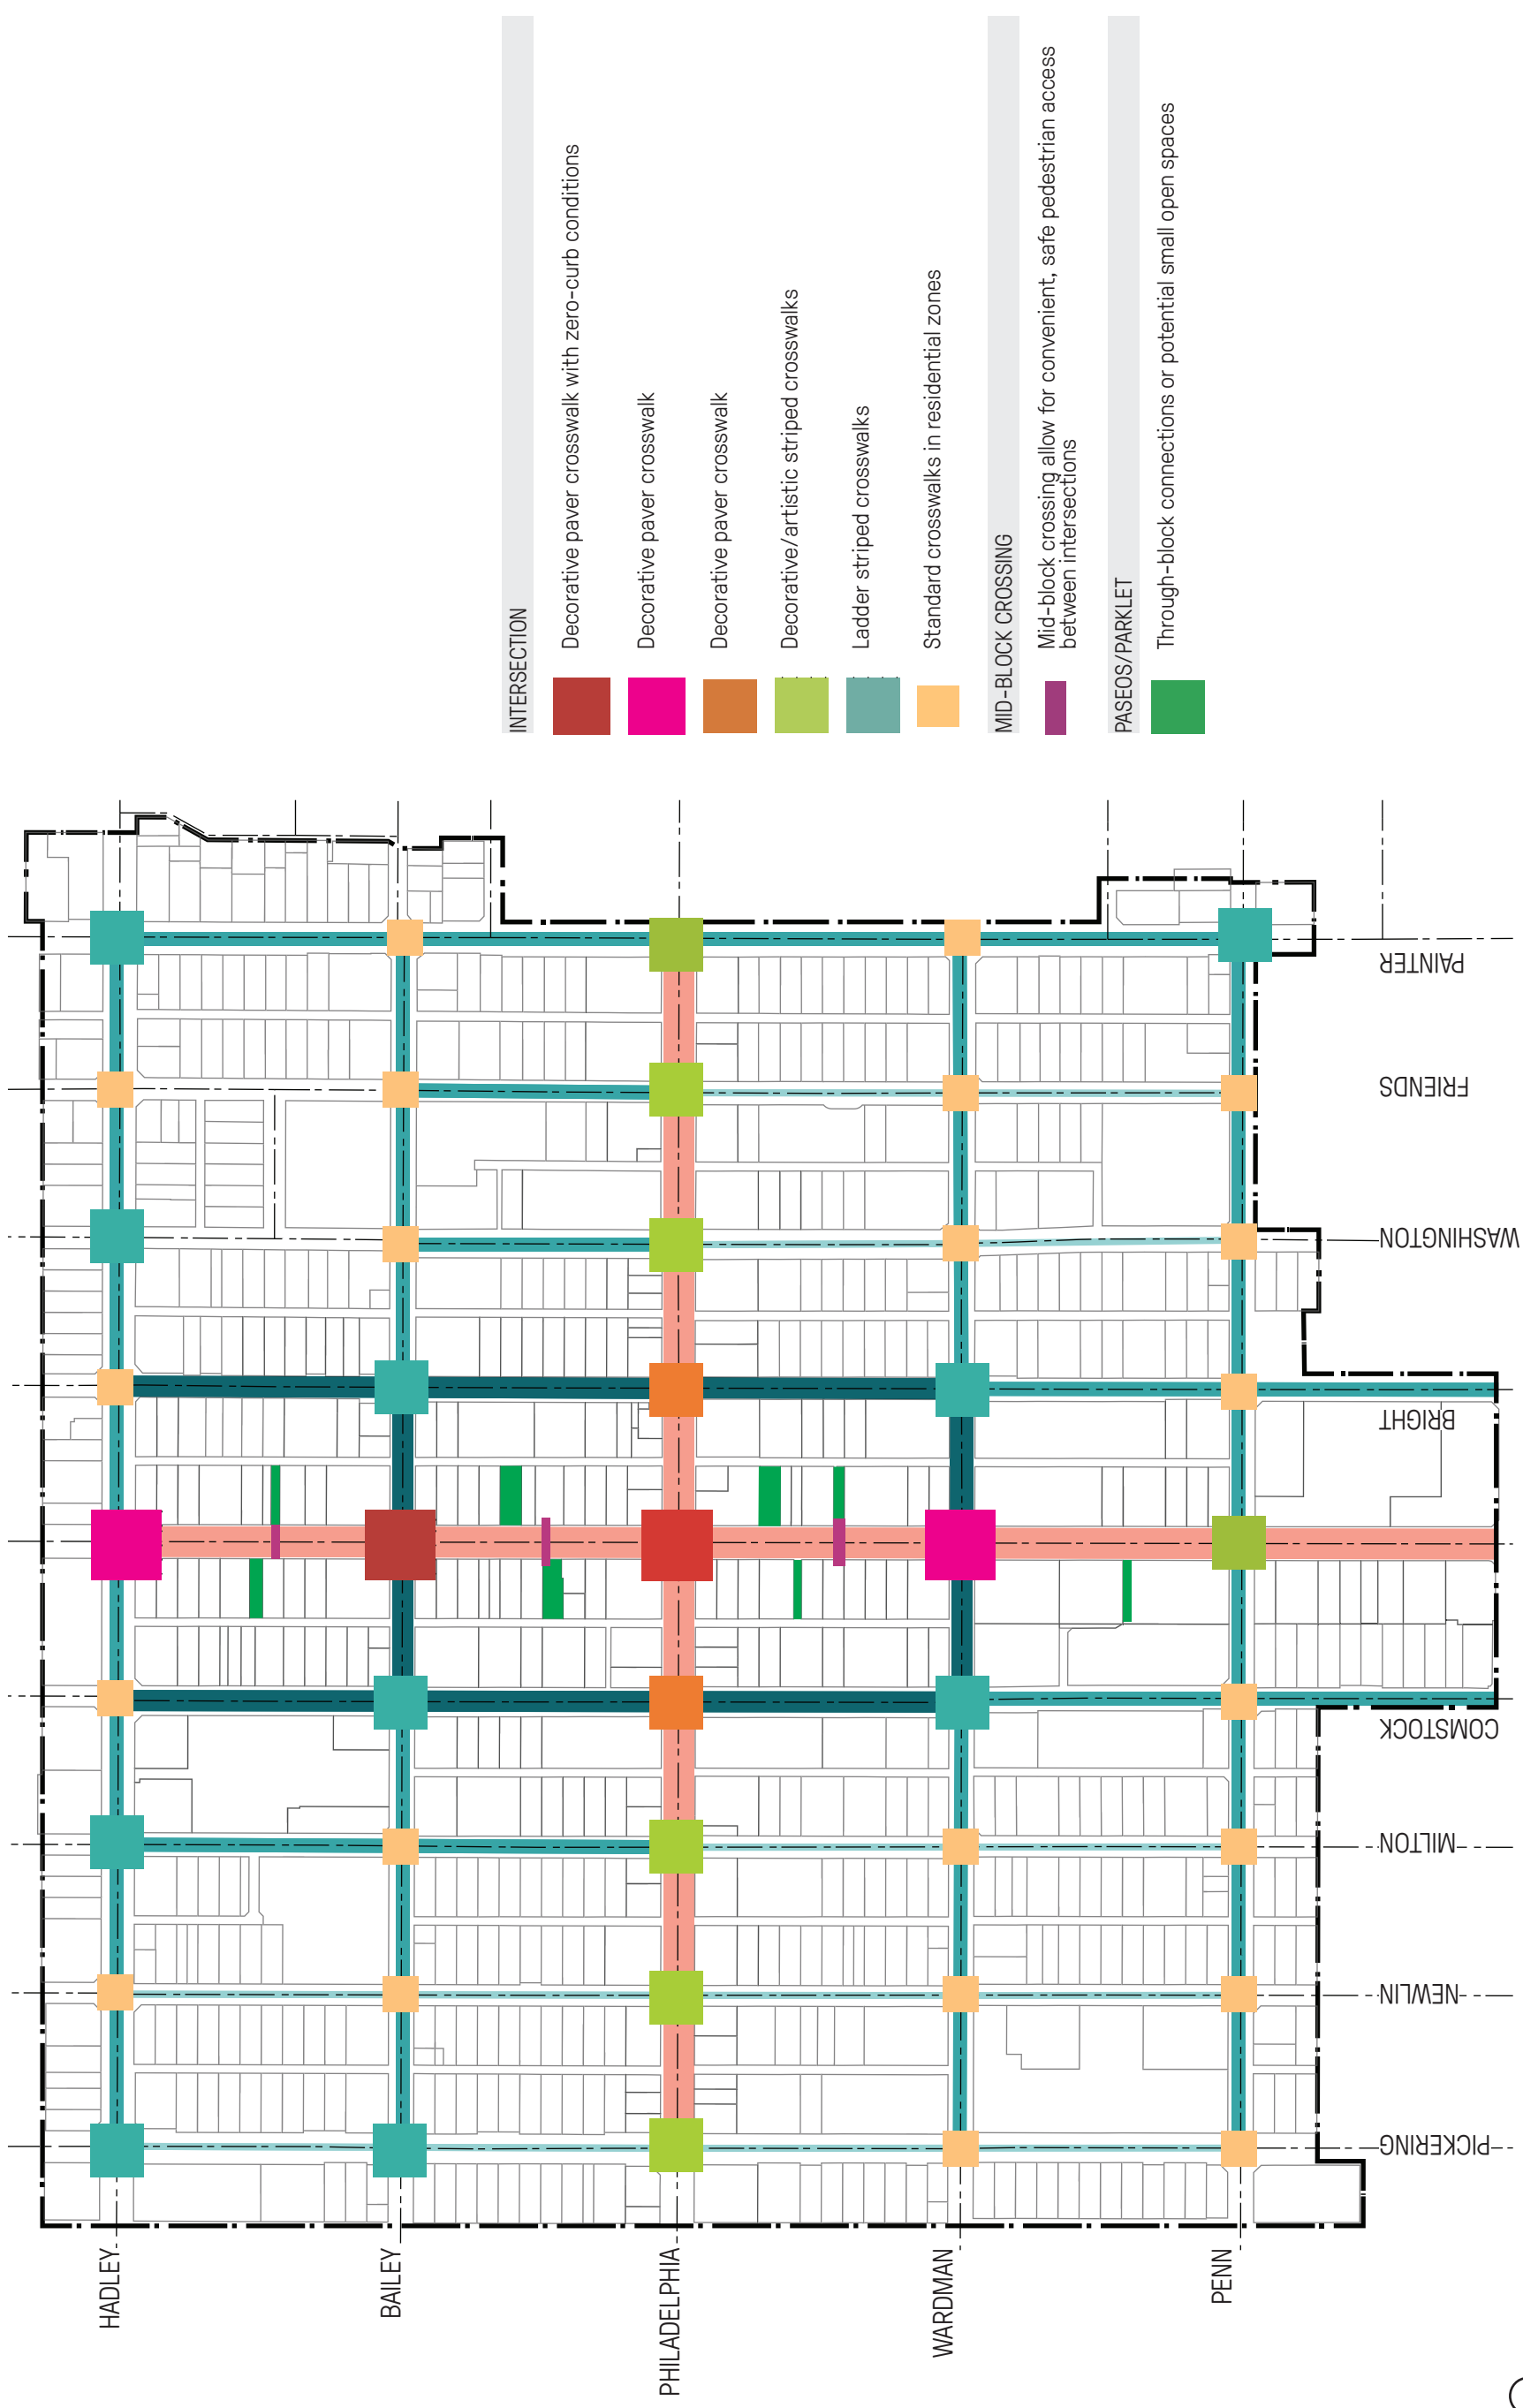 INTERSECTION
Decorative paver crosswalk with zero-curb conditions
Decorative paver crosswalk
Decorative paver crosswalk
Decorative/artistic striped crosswalks
Ladder striped crosswalks
Standard crosswalks in residential zones
MID-BLOCK CROSSING
Mid-block crossing allow for convenient, safe pedestrian access
between intersections
PASEOS/PARKLET
Through-block connections or potential small open spaces
HADLEY
BAILEY
PHILADELPHIA
WARDMAN
PENN
PICKERING
NEWLIN
MILTON
COMSTOCK
BRIGHT
WASHINGTON
FRIENDS
PAINTER